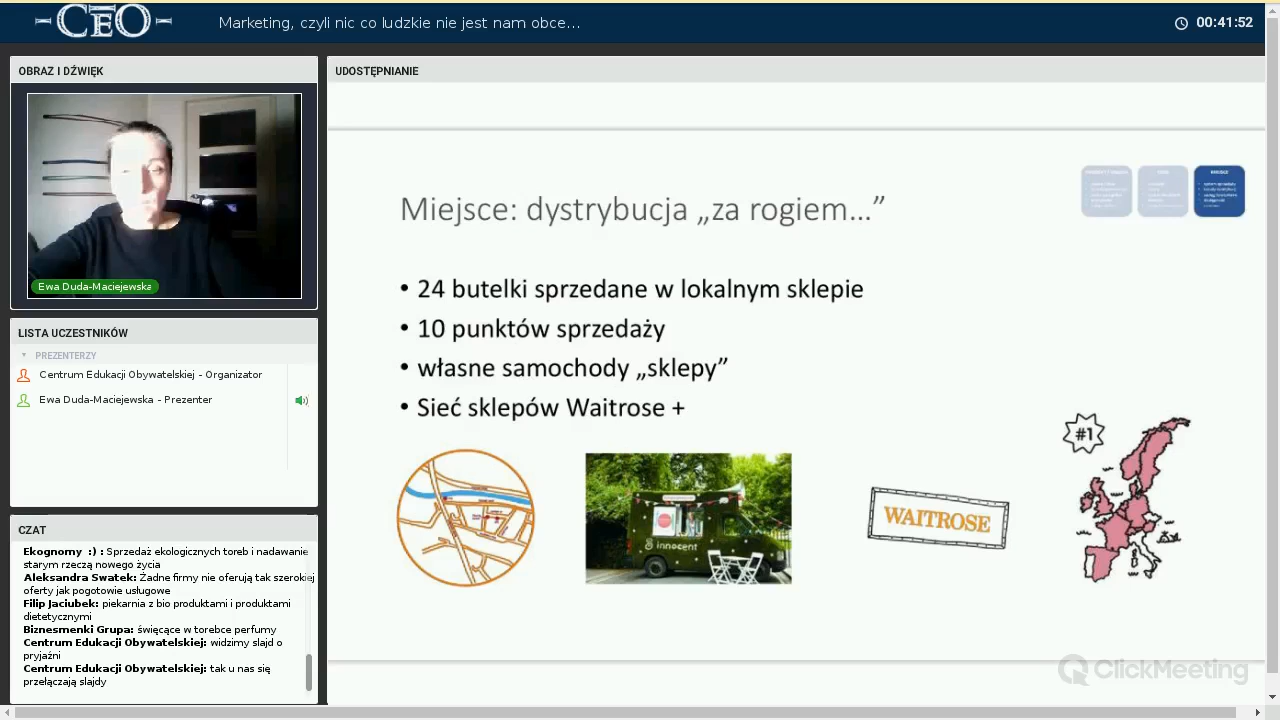 CEO
Marketing, czyli nic co ludzkie nie jest nam obce...
00:41:52
OBRAZ I DŹWIĘK
Ewa Duda-Maciejewska
LISTA UCZESTNIKÓW
PREZENTERZY
Centrum Edukacji Obywatelskiej - Organizator
Ewa Duda-Maciejewska - Prezenter
CZAT
Ekognomy :) : Sprzedaż ekologicznych toreb i nadawanie
starym rzeczą nowego życia
Aleksandra Swatek: Żadne firmy nie oferują tak szerokiej
oferty jak pogotowie usługowe
Filip Jaciubek: piekarnia z bio produktami i produktami
dietetycznymi
Biznesmenki Grupa: święcące w torebce perfumy
Centrum Edukacji Obywatelskiej: widzimy slajd o
pryjaźni
Centrum Edukacji Obywatelskiej: tak u nas się
przełączają slajdy
UDOSTĘPNIANIE
MIEJSCE
Miejsce: dystrybucja „za rogiem...”
• 24 butelki sprzedane w lokalnym sklepie
• 10 punktów sprzedaży
• własne samochody „sklepy”
• Sieć sklepów Waitrose +
innocent
WAITROSE
#1
ClickMeeting